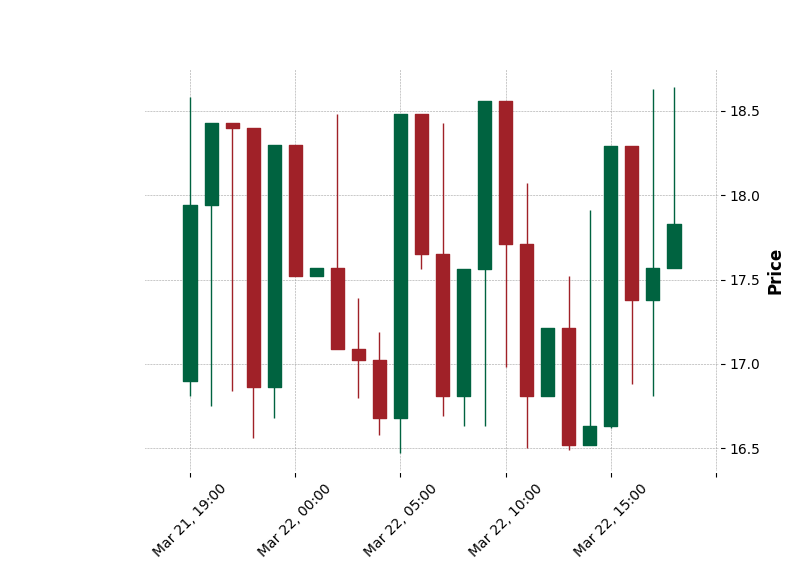 18.5
18.0
17.5
17.0
16.5
Price
Mar 21, 19:00
Mar 22, 00:00
Mar 22, 05:00
Mar 22, 10:00
Mar 22, 15:00